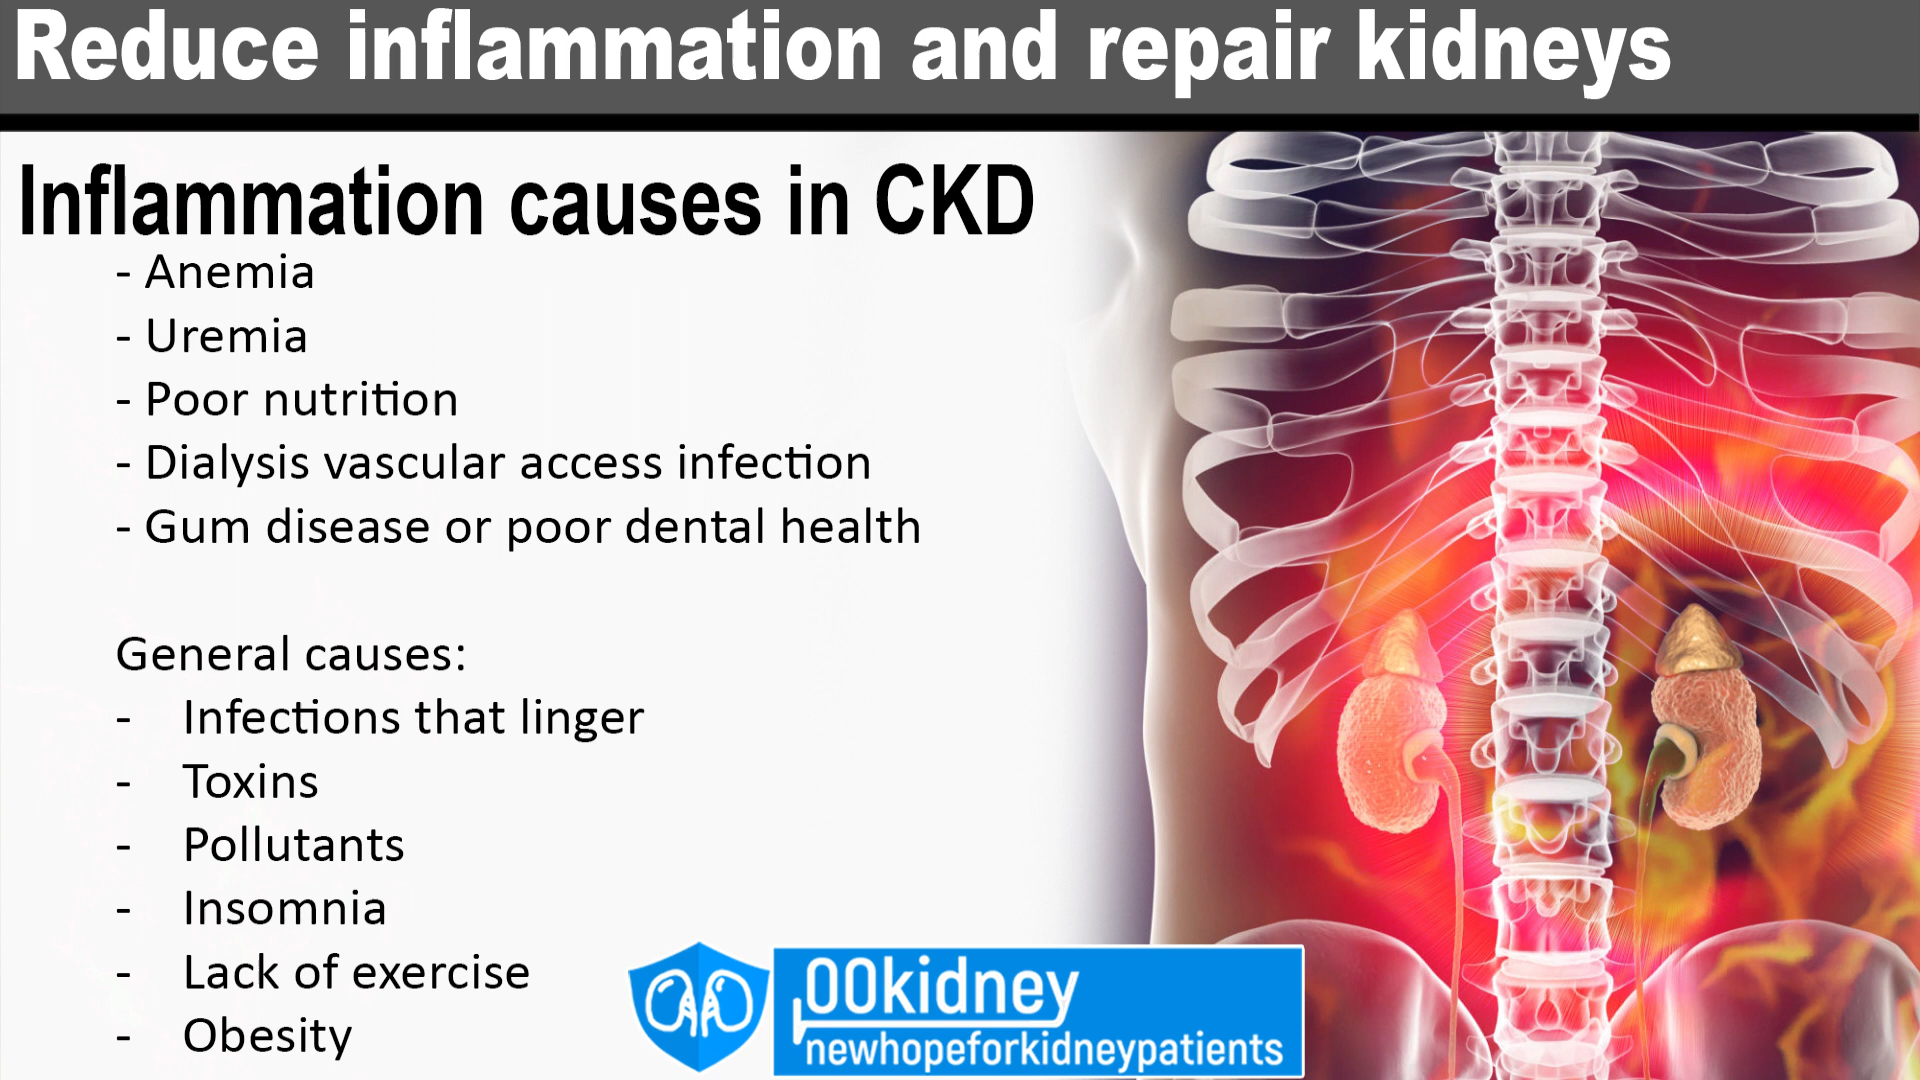 Reduce inflammation and repair kidneys
Inflammation causes in CKD
- Anemia
- Uremia
- Poor nutrition
- Dialysis vascular access infection
- Gum disease or poor dental health
General causes:
- Infections that linger
- Toxins
- Pollutants
- Insomnia
- Lack of exercise
- Obesity
00kidney
newhopeforkidneypatients